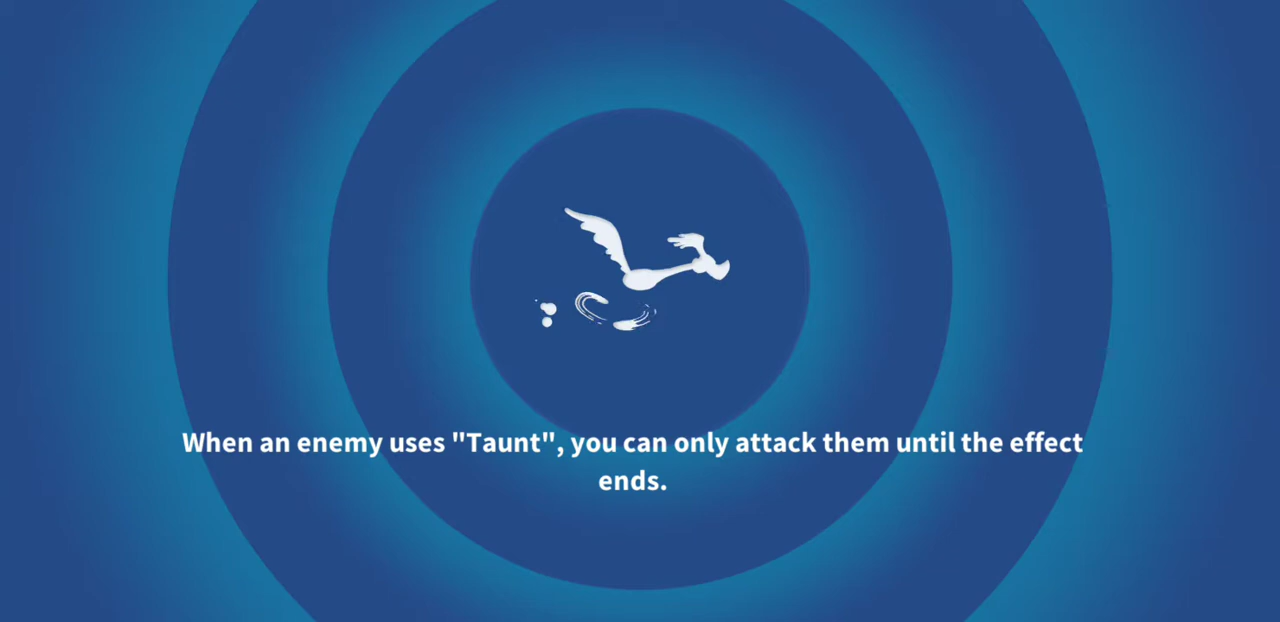 When an enemy uses "Taunt", you can only attack them until the effect
ends.